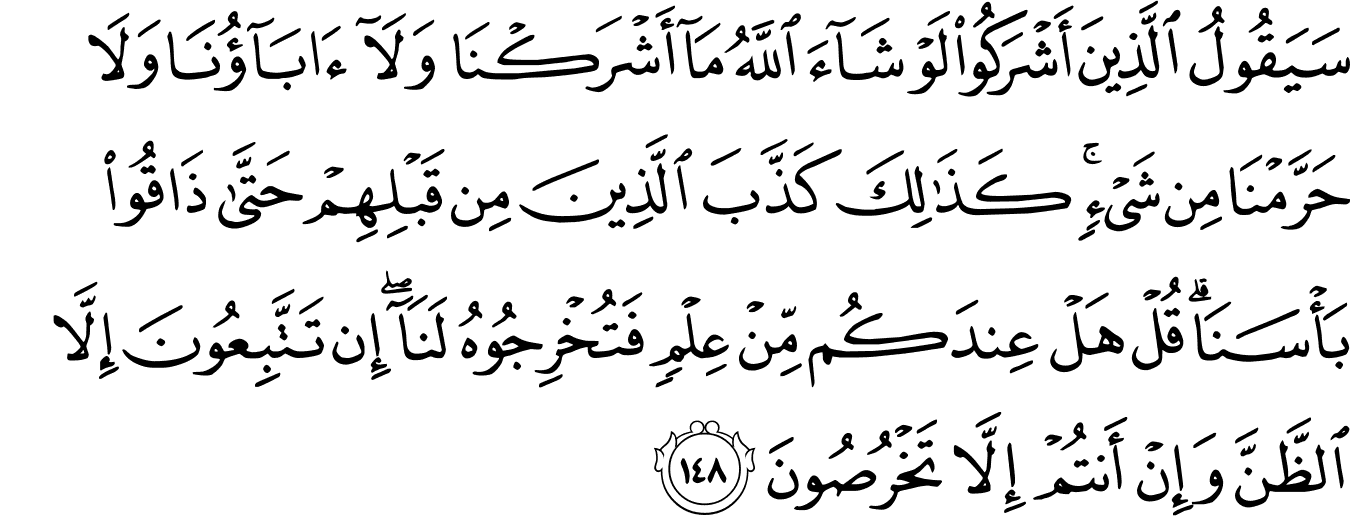 سَيَقُولُ ٱلَّذِينَ أَشْرَكُوا۟ لَوْ شَآءَ ٱللَّهُ مَآ أَشْرَكْنَا وَلَآ ءَابَآؤُنَا وَلَا
حَرَّمْنَا مِن شَىْءٍۢ ۚ كَذَٰلِكَ كَذَّبَ ٱلَّذِينَ مِن قَبْلِهِمْ حَتَّىٰ ذَاقُوا۟
بَأْسَنَا ۗ قُلْ هَلْ عِندَكُم مِّنْ عِلْمٍۢ فَتُخْرِجُوهُ لَنَآ ۖ إِن تَتَّبِعُونَ إِلَّا
ٱلظَّنَّ وَإِنْ أَنتُمْ إِلَّا تَخْرُصُونَ ١٤٨